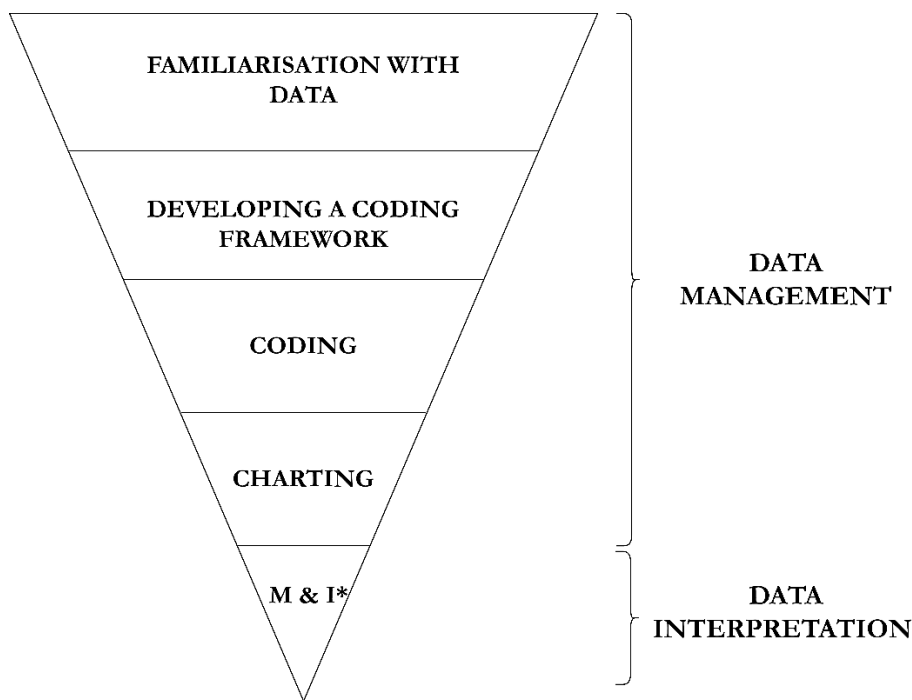 FAMILIARISATION WITH
DATA
DEVELOPING A CODING
FRAMEWORK
CODING
CHARTING
M & I*
DATA
MANAGEMENT
DATA
INTERPRETATION